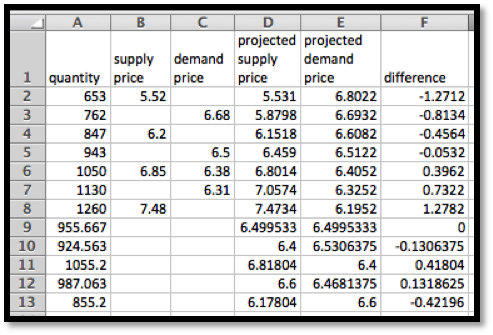 A B C D E F
projected projected
supply demand supply demand
1 quantity price price price price difference
2 653 5.52 5.531 6.8022 -1.2712
3 762 6.68 5.8798 6.6932 -0.8134
4 847 6.2 6.1518 6.6082 -0.4564
5 943 6.5 6.459 6.5122 -0.0532
6 1050 6.85 6.38 6.8014 6.4052 0.3962
7 1130 6.31 7.0574 6.3252 0.7322
8 1260 7.48 7.4734 6.1952 1.2782
9 955.667 6.499533 6.4995333 0
10 924.563 6.4 6.5306375 -0.1306375
11 1055.2 6.81804 6.4 0.41804
12 987.063 6.6 6.4681375 0.1318625
13 855.2 6.17804 6.6 -0.42196